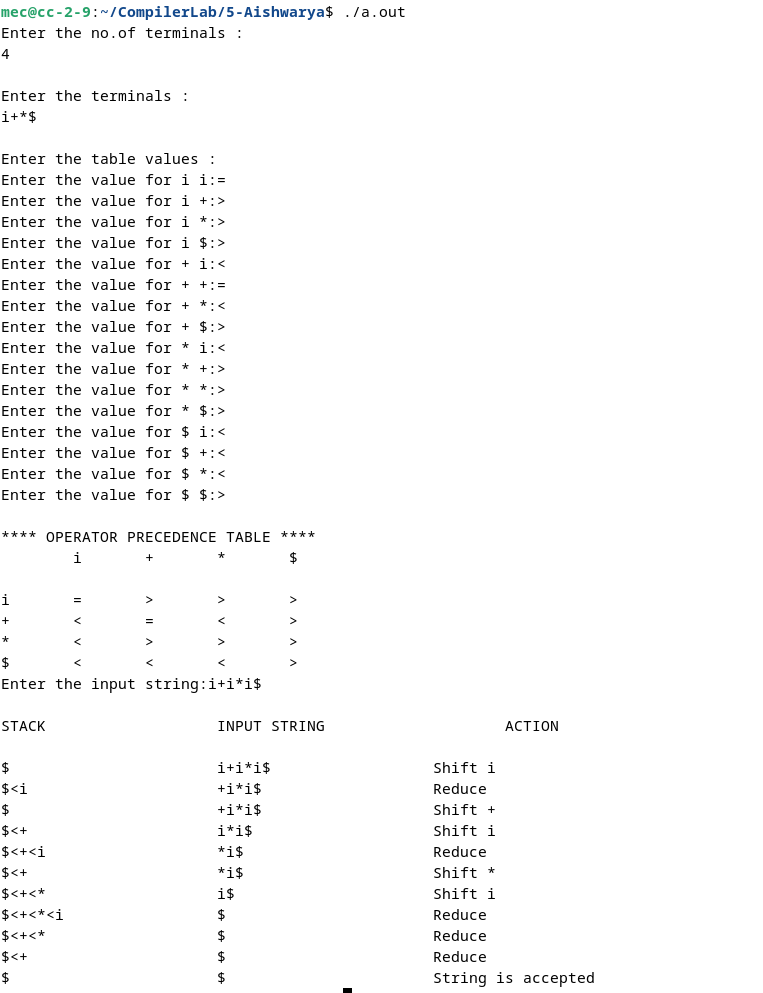 mec@cc-2-9:~/CompilerLab/5-Aishwarya$ ./a.out
Enter the no.of terminals :
4
Enter the terminals :
i+*$
Enter the table values :
Enter the value for i i:=
Enter the value for i +:>
Enter the value for i *:>
Enter the value for i $:>
Enter the value for + i:<
Enter the value for + +:=
Enter the value for + *:<
Enter the value for + $:>
Enter the value for * i:<
Enter the value for * +:>
Enter the value for * *:>
Enter the value for * $:>
Enter the value for $ i:<
Enter the value for $ +:<
Enter the value for $ *:<
Enter the value for $ $:>
**** OPERATOR PRECEDENCE TABLE ****
        i       +       *       $
i       =       >       >       >
+       <       =       <       >
*       <       >       >       >
$       <       <       <       >
Enter the input string:i+i*i$
STACK                   INPUT STRING                    ACTION
$                       i+i*i$                  Shift i
$<i                     +i*i$                   Reduce
$                       +i*i$                   Shift +
$<+                     i*i$                    Shift i
$<+<i                   *i$                     Reduce
$<+                     *i$                     Shift *
$<+<*                   i$                      Shift i
$<+<*<i                 $                       Reduce
$<+<*                   $                       Reduce
$<+                     $                       Reduce
$                       $                       String is accepted